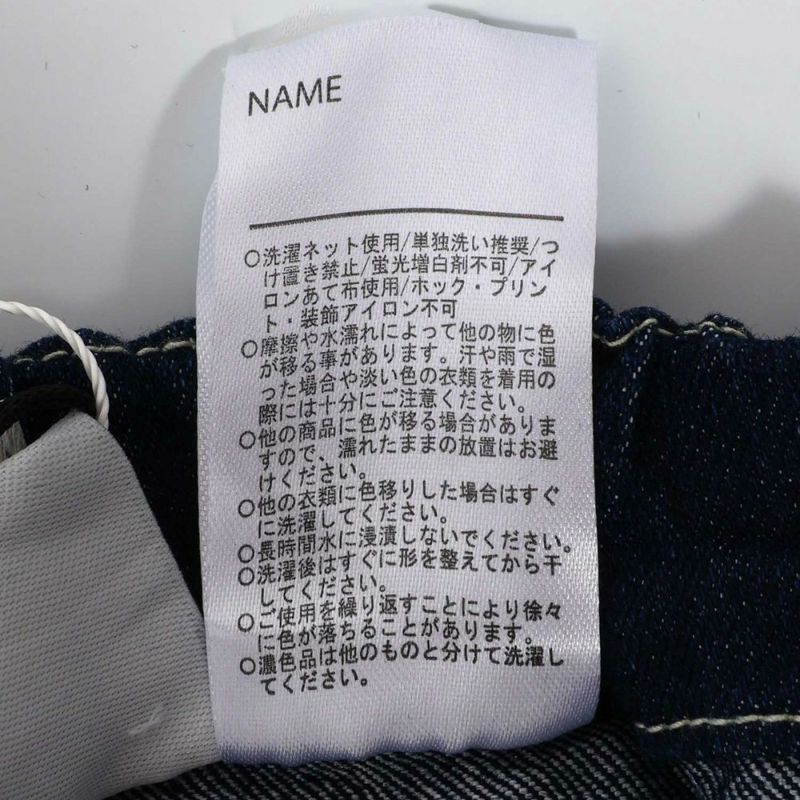 NAME
○洗濯ネット使用/単独洗い推奨/つ
け置き禁止/蛍光増白剤不可/アイ
ロンあて布使用/ホック・プリン
ト・装飾アイロン不可
○摩擦や水濡れによって他の物に色
が移る事があります。汗や雨で湿
った場合や淡い色の衣類を着用の
際には十分にご注意ください。
○他の商品に色が移る場合がありま
すので、濡れたままの放置はお避
けください。
○他の衣類に色移りした場合はすぐ
に洗濯してください。
○長時間水に浸漬しないでください。
○洗濯後はすぐに形を整えてから干
してください。
○ご使用を繰り返すことにより徐々
に色が落ちることがあります。
○濃色品は他のものと分けて洗濯し
てください。